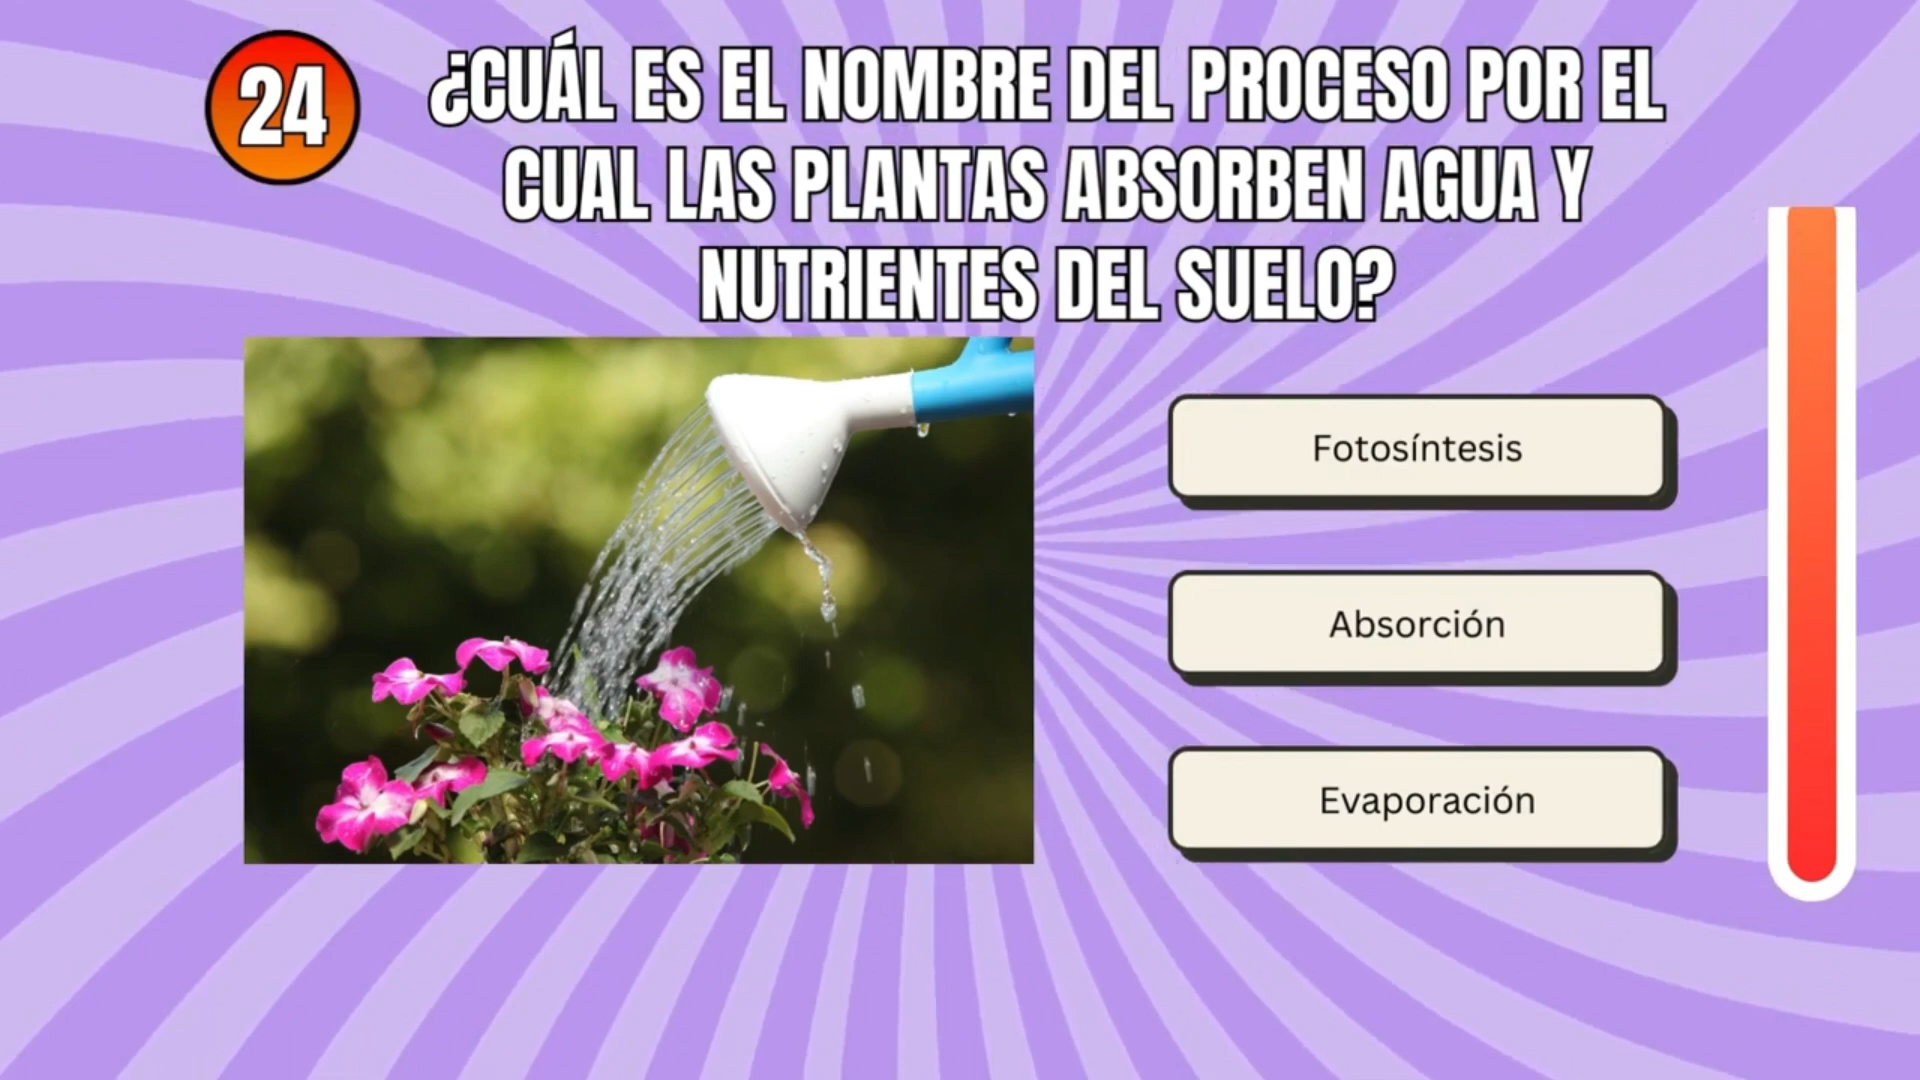 24
¿CUÁL ES EL NOMBRE DEL PROCESO POR EL
CUAL LAS PLANTAS ABSORBEN AGUA Y
NUTRIENTES DEL SUELO?
Fotosíntesis
Absorción
Evaporación